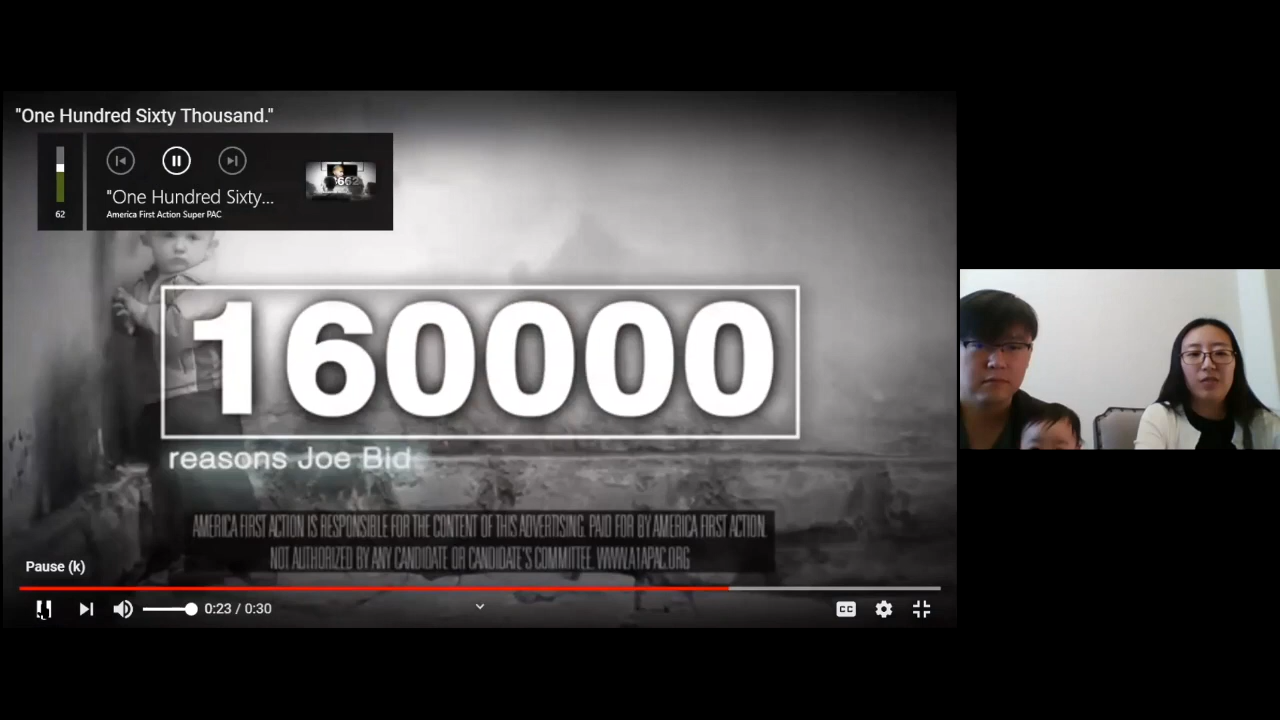 "One Hundred Sixty Thousand."
"One Hundred Sixty...
America First Action Super PAC
62
160000
reasons Joe Bid
AMERICA FIRST ACTION IS RESPONSIBLE FOR THE CONTENT OF THIS ADVERTISING. PAID FOR BY AMERICA FIRST ACTION.
NOT AUTHORIZED BY ANY CANDIDATE OR CANDIDATE'S COMMITTEE. WWW.A1APAC.ORG
Pause (k)
0:23 / 0:30
CC